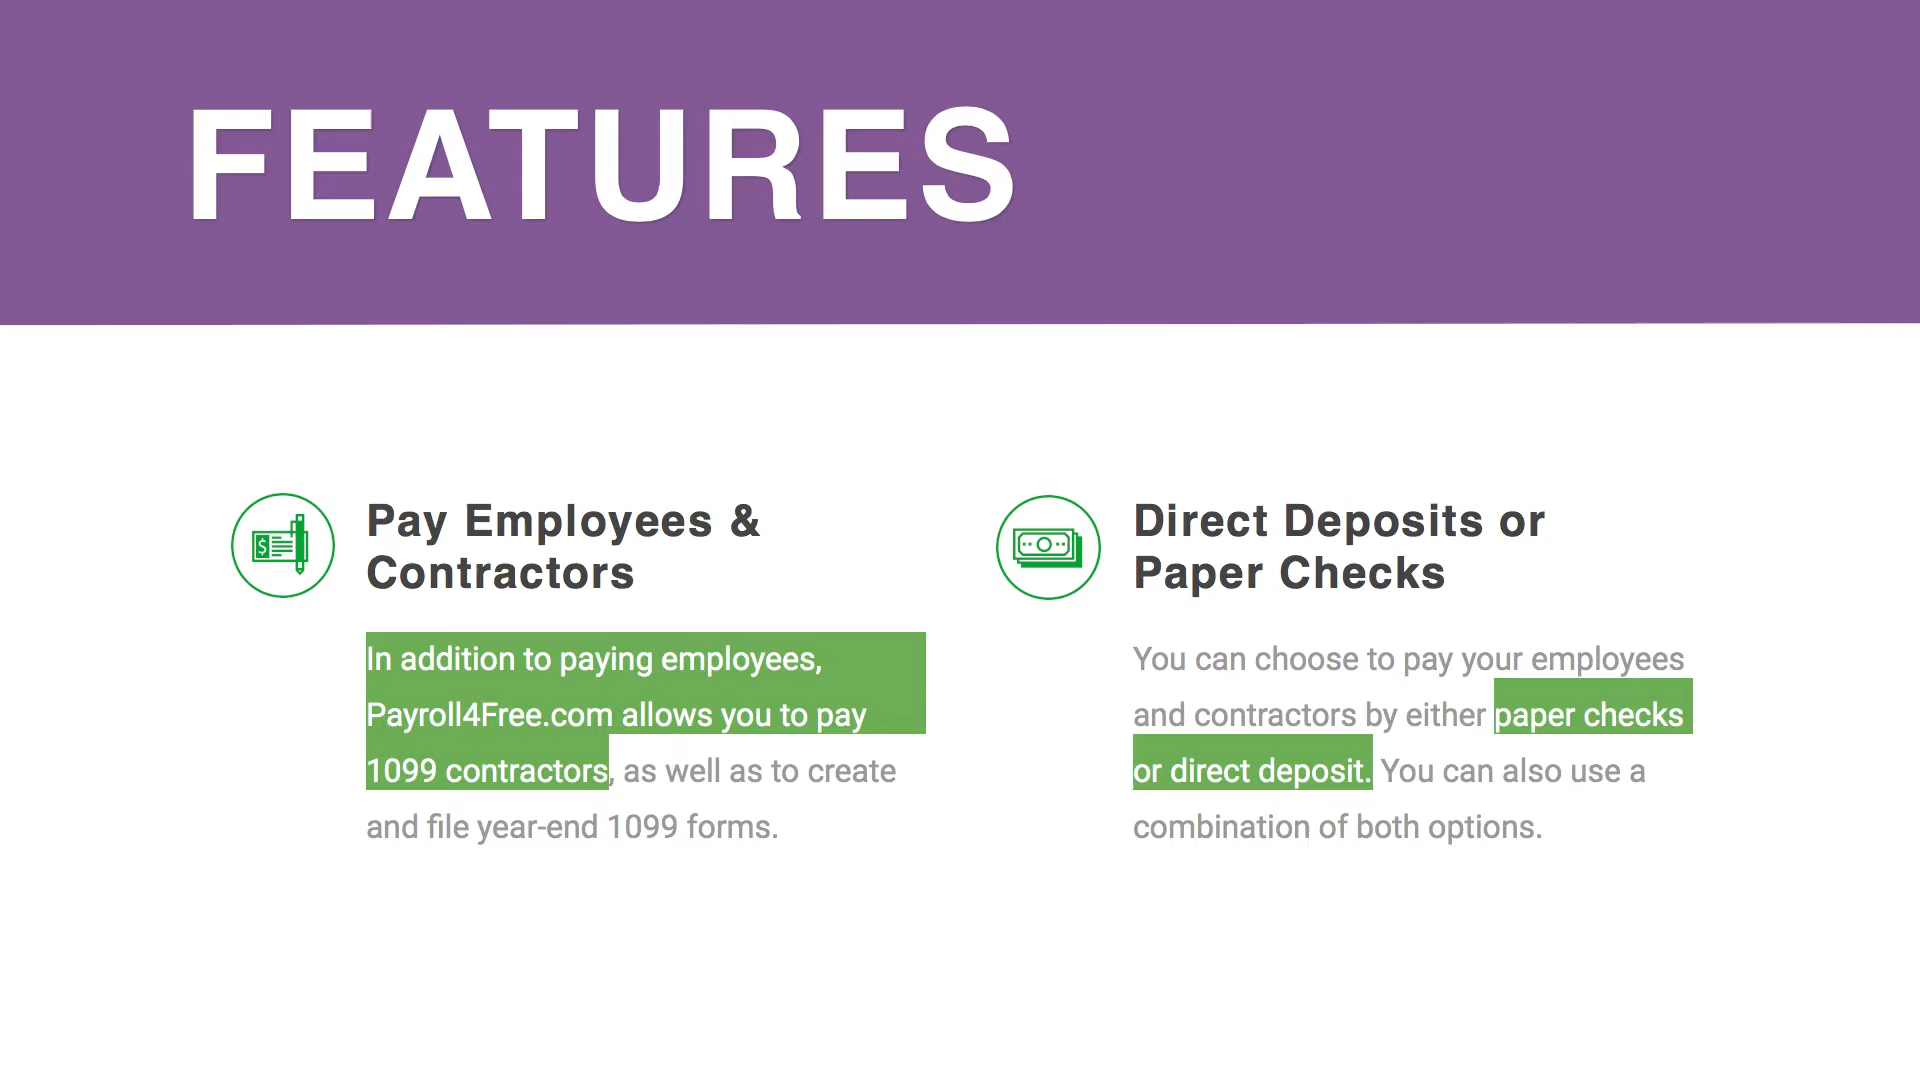 FEATURES
Pay Employees &
Contractors
In addition to paying employees,
Payroll4Free.com allows you to pay
1099 contractors, as well as to create
and file year-end 1099 forms.
Direct Deposits or
Paper Checks
You can choose to pay your employees
and contractors by either paper checks
or direct deposit. You can also use a
combination of both options.